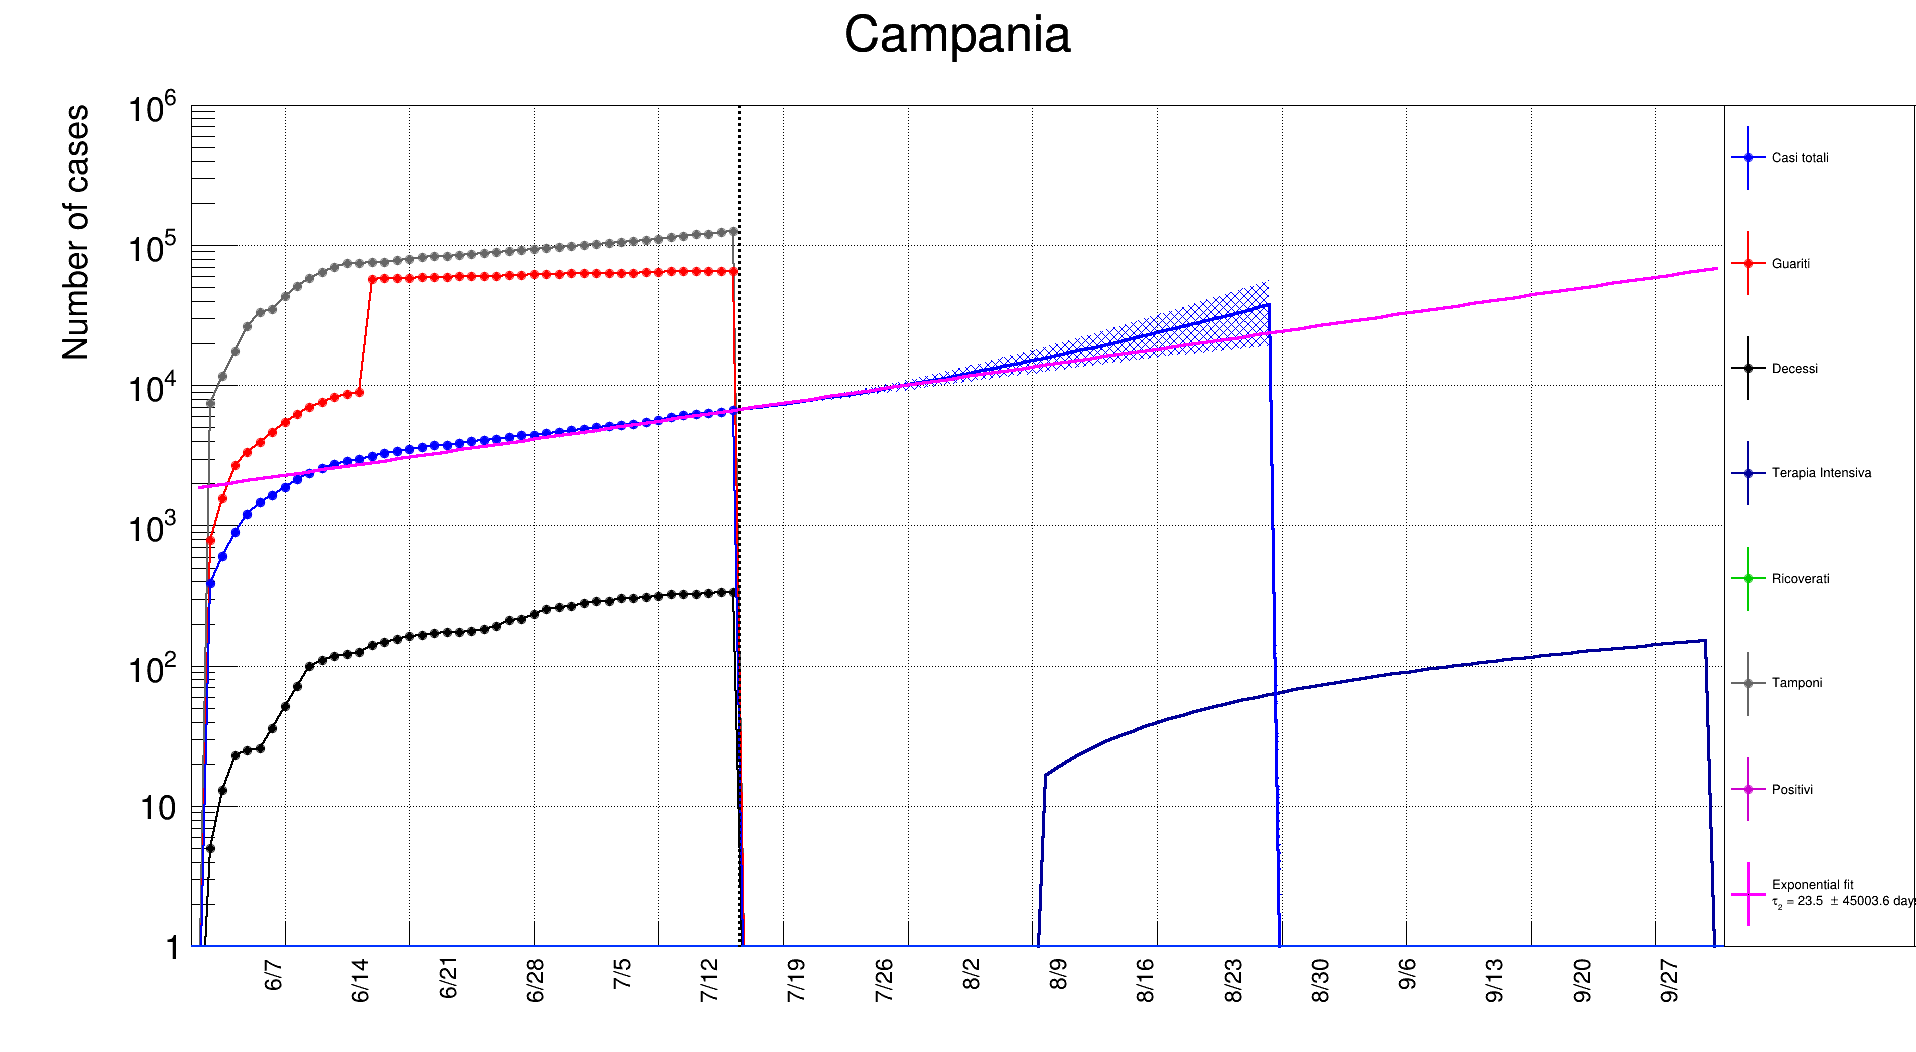 Campania
Number of cases
10^6
10^5
10^4
10^3
10^2
10
1
6/7
6/14
6/21
6/28
7/5
7/12
7/19
7/26
8/2
8/9
8/16
8/23
8/30
9/6
9/13
9/20
9/27
Casi totali
Guariti
Decessi
Terapia Intensiva
Ricoverati
Tamponi
Positivi
Exponential fit
τ₂ = 23.5 ± 45003.6 day